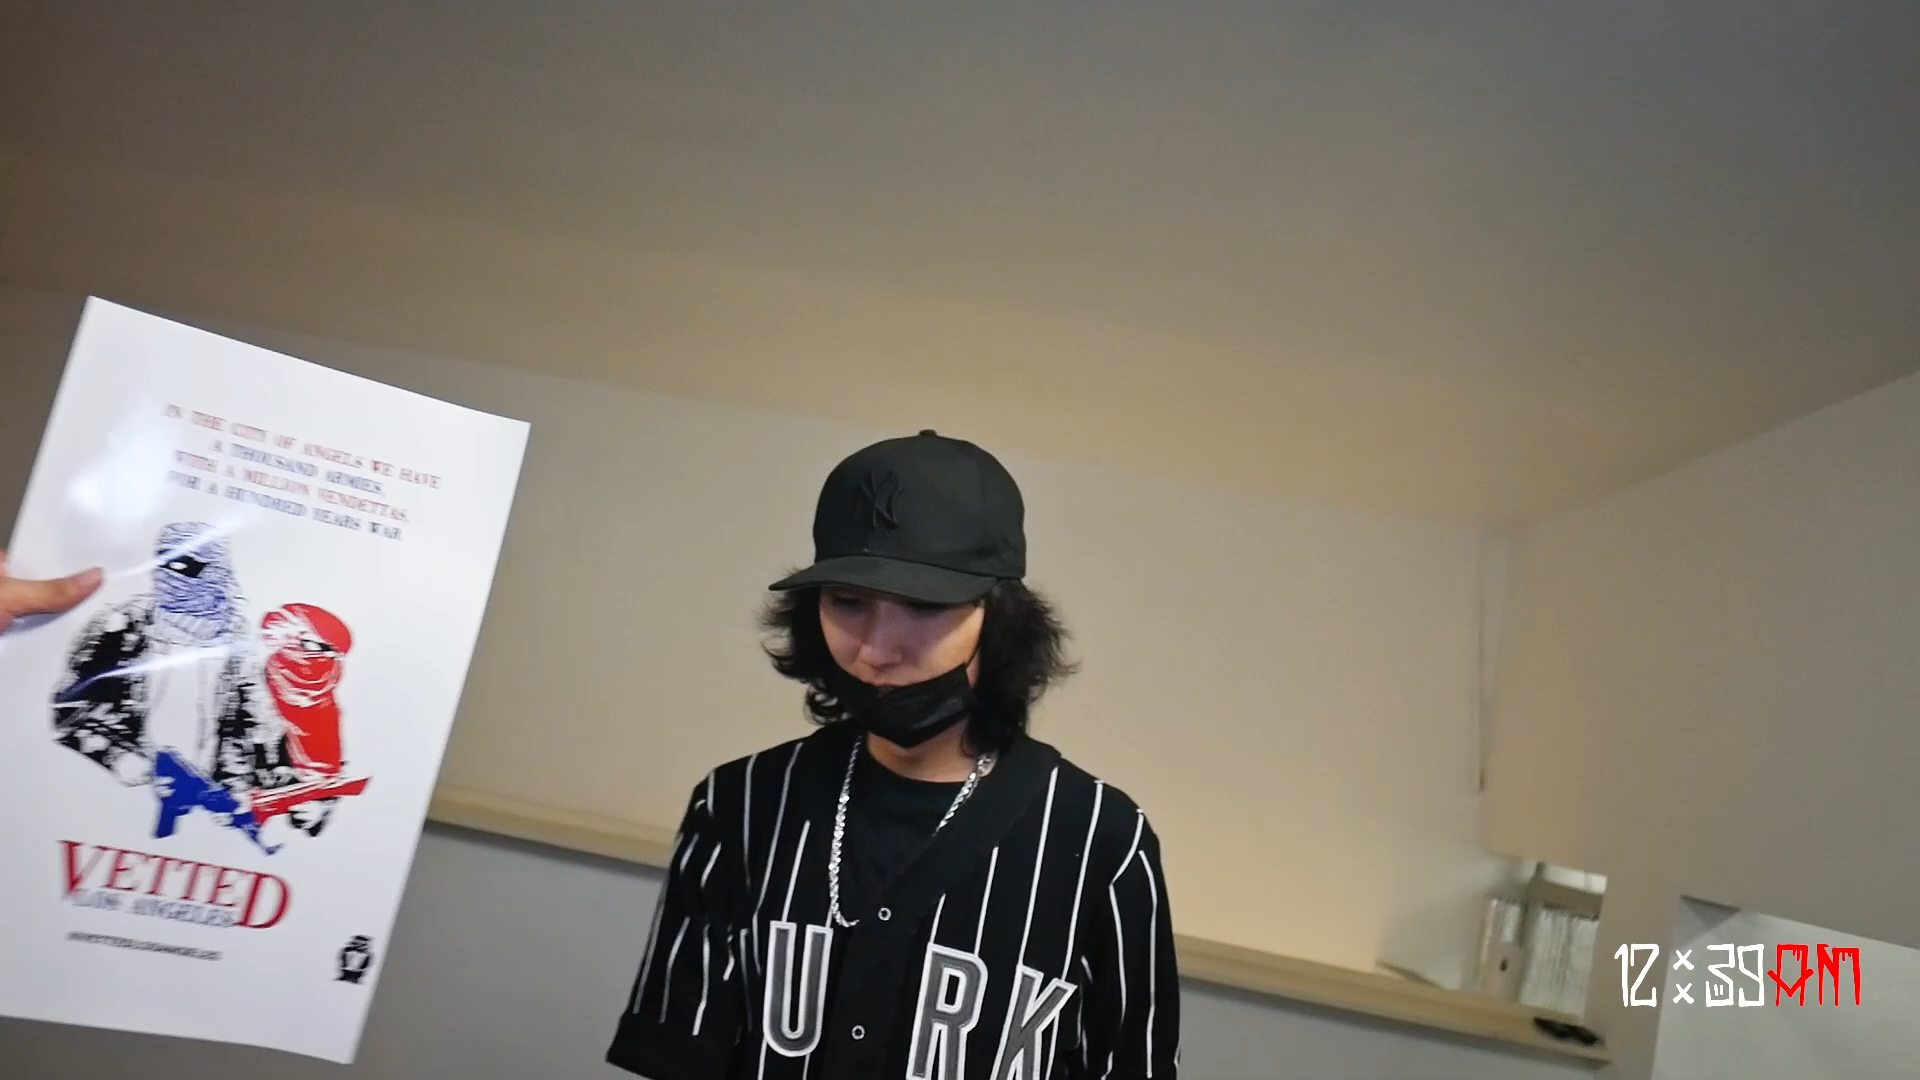 IN THE CITY OF ANGELS WE HAVE
A THOUSAND ARMIES,
WITH A MILLION VENDETTAS,
FOR A HUNDRED YEARS WAR
VETTED
LOS ANGELES
NY
URK
12:39AM